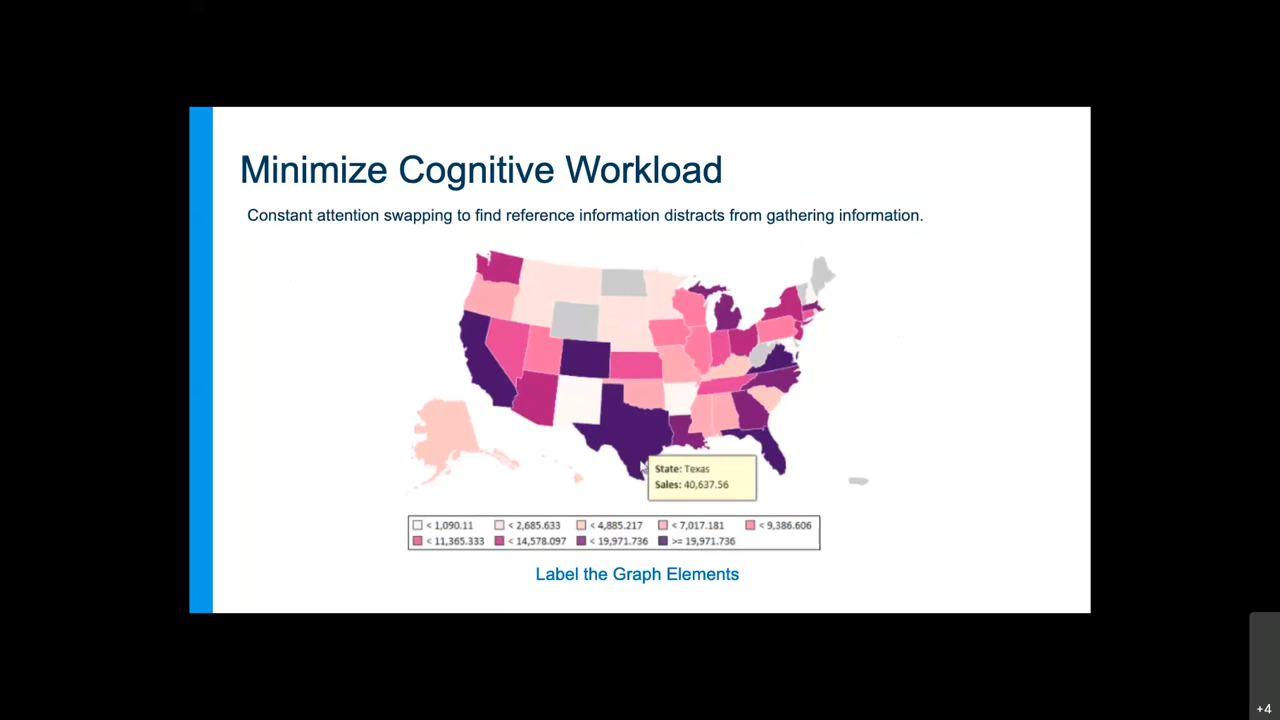 Minimize Cognitive Workload
Constant attention swapping to find reference information distracts from gathering information.
State: Texas
Sales: 40,637.56
< 1,090.11 < 2,685.633 < 4,885.217 < 7,017.181 < 9,386.606
< 11,365.333 < 14,578.097 < 19,971.736 >= 19,971.736
Label the Graph Elements
+4